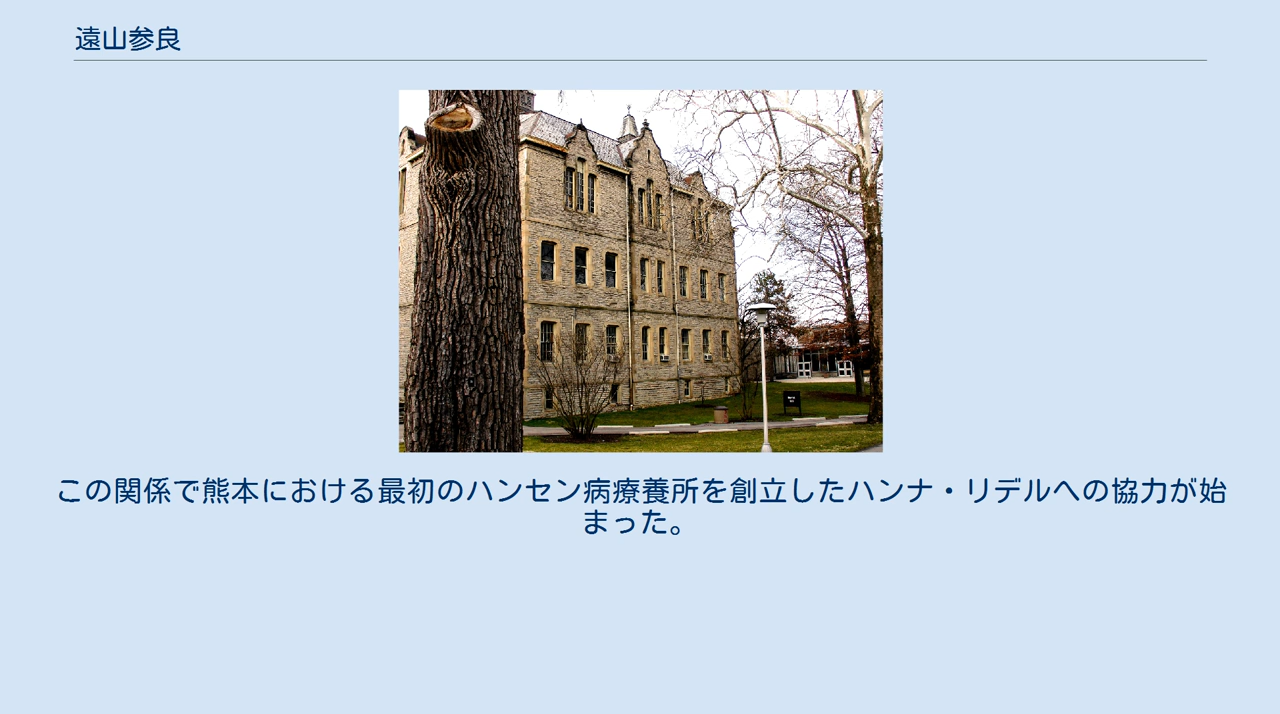 遠山参良
この関係で熊本における最初のハンセン病療養所を創立したハンナ・リデルへの協力が始
まった。